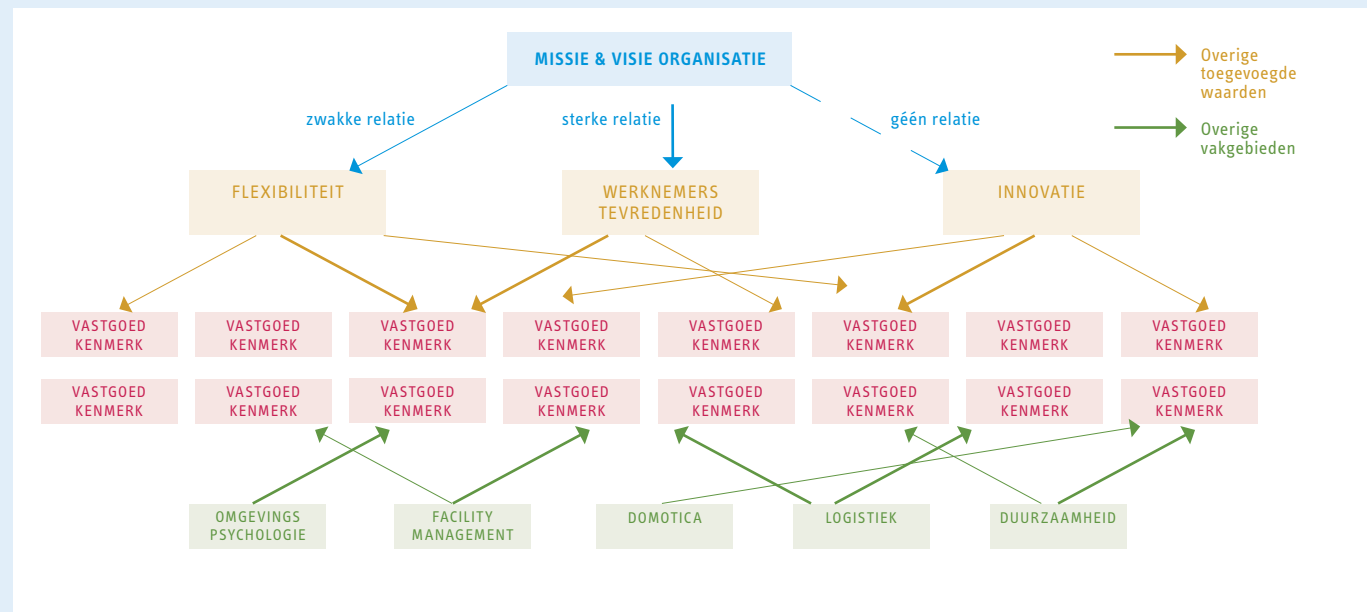 MISSIE & VISIE ORGANISATIE
Overige
toegevoegde
waarden
zwakke relatie
sterke relatie
géén relatie
Overige
vakgebieden
FLEXIBILITEIT
WERKNEMERS
TEVREDENHEID
INNOVATIE
VASTGOED
KENMERK
VASTGOED
KENMERK
VASTGOED
KENMERK
VASTGOED
KENMERK
VASTGOED
KENMERK
VASTGOED
KENMERK
VASTGOED
KENMERK
VASTGOED
KENMERK
VASTGOED
KENMERK
VASTGOED
KENMERK
VASTGOED
KENMERK
VASTGOED
KENMERK
VASTGOED
KENMERK
VASTGOED
KENMERK
VASTGOED
KENMERK
VASTGOED
KENMERK
OMGEVINGS
PSYCHOLOGIE
FACILITY
MANAGEMENT
DOMOTICA
LOGISTIEK
DUURZAAMHEID